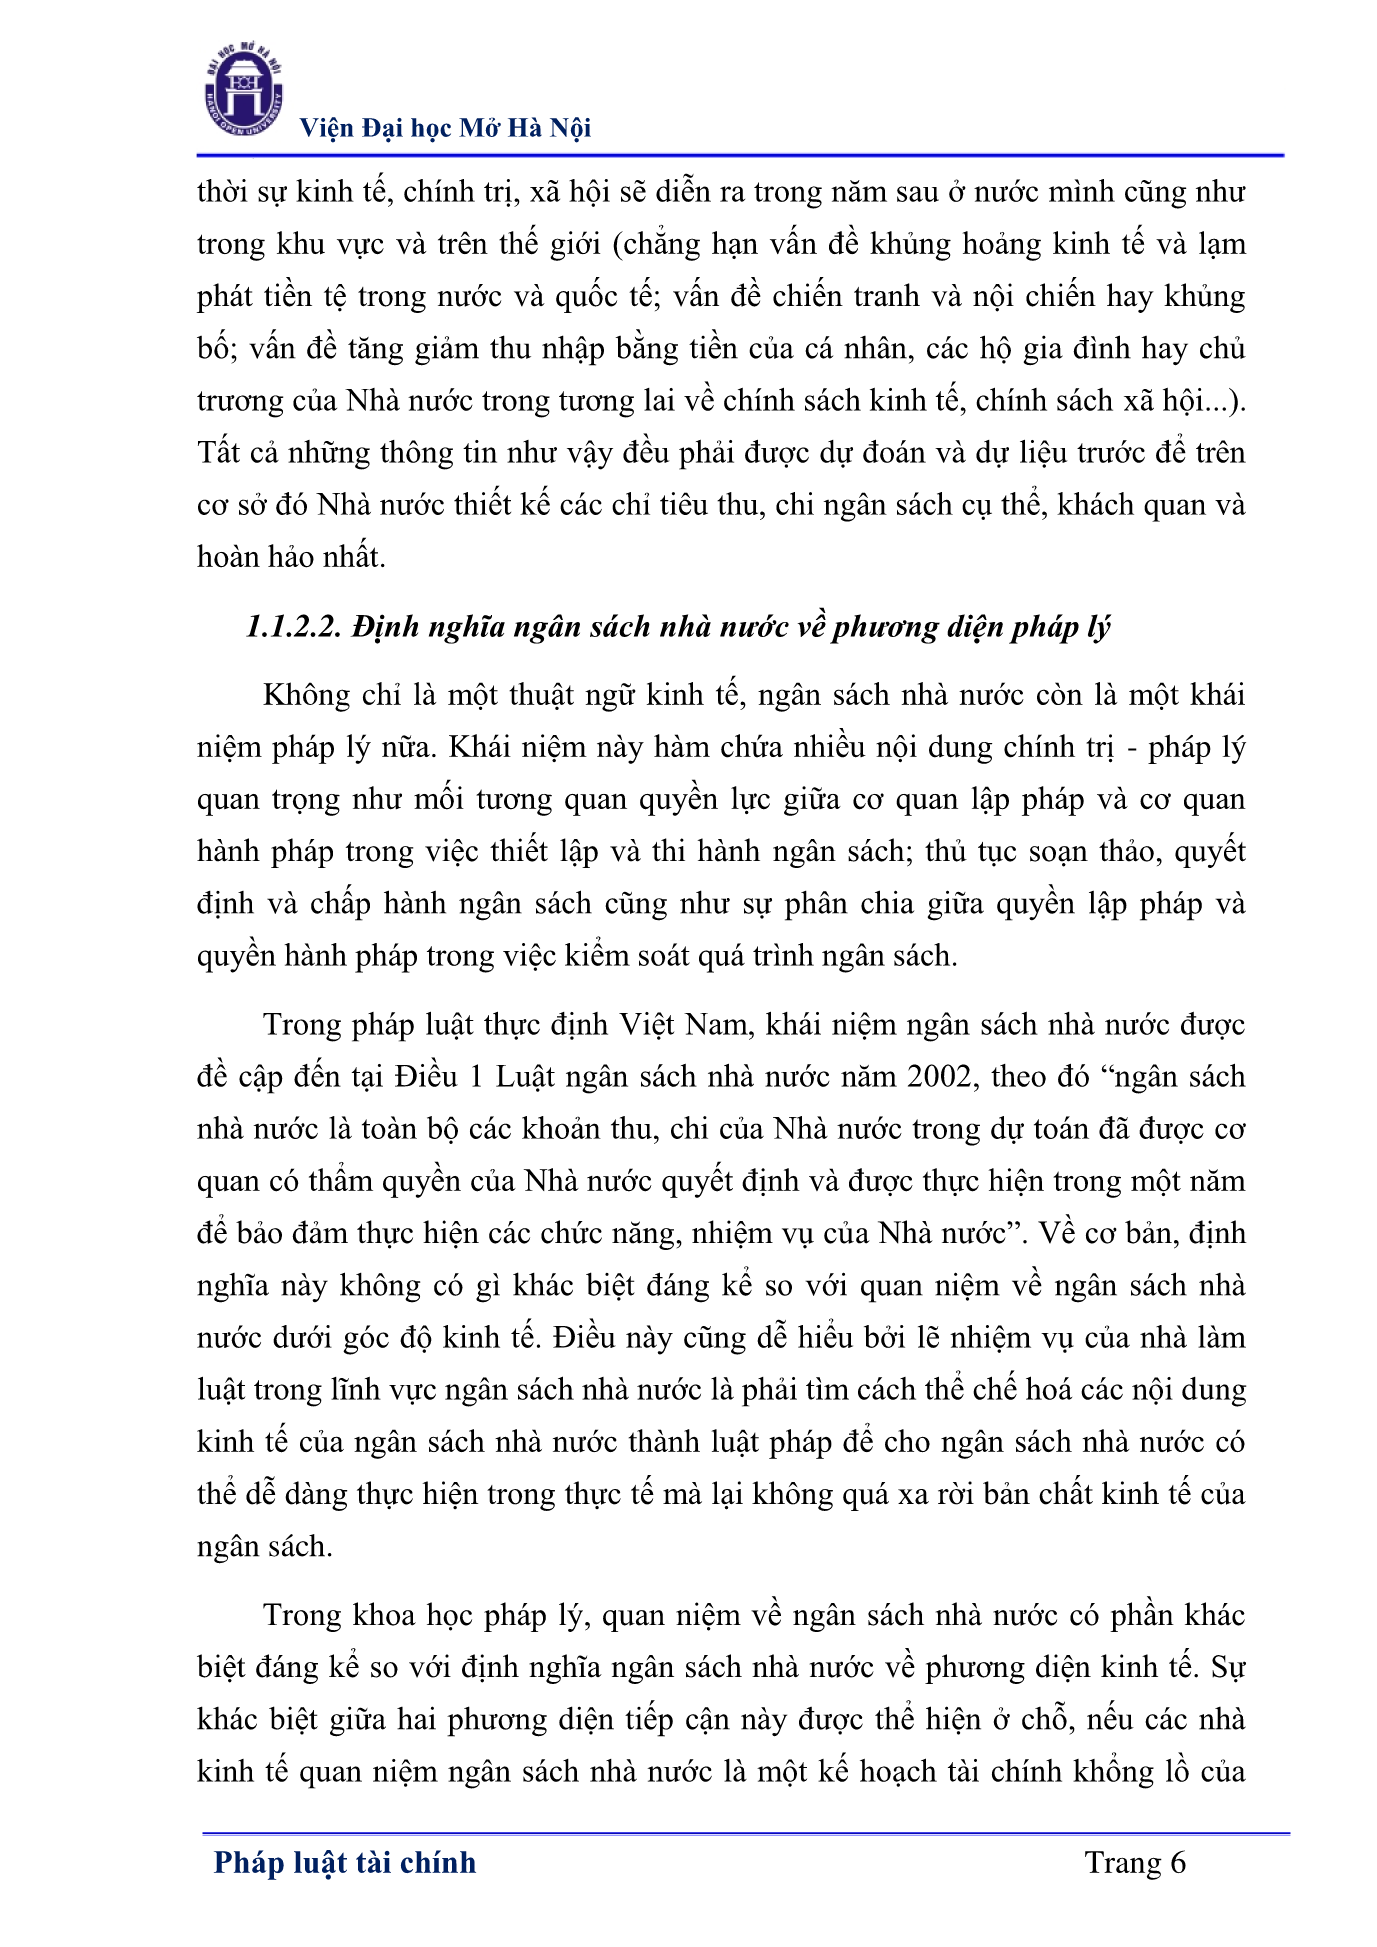 ĐẠI HỌC MỞ HÀ NỘI
HANOI OPEN UNIVERSITY
Viện Đại học Mở Hà Nội
thời sự kinh tế, chính trị, xã hội sẽ diễn ra trong năm sau ở nước mình cũng như
trong khu vực và trên thế giới (chẳng hạn vấn đề khủng hoảng kinh tế và lạm
phát tiền tệ trong nước và quốc tế; vấn đề chiến tranh và nội chiến hay khủng
bố; vấn đề tăng giảm thu nhập bằng tiền của cá nhân, các hộ gia đình hay chủ
trương của Nhà nước trong tương lai về chính sách kinh tế, chính sách xã hội...).
Tất cả những thông tin như vậy đều phải được dự đoán và dự liệu trước để trên
cơ sở đó Nhà nước thiết kế các chỉ tiêu thu, chi ngân sách cụ thể, khách quan và
hoàn hảo nhất.
1.1.2.2. Định nghĩa ngân sách nhà nước về phương diện pháp lý
Không chỉ là một thuật ngữ kinh tế, ngân sách nhà nước còn là một khái
niệm pháp lý nữa. Khái niệm này hàm chứa nhiều nội dung chính trị - pháp lý
quan trọng như mối tương quan quyền lực giữa cơ quan lập pháp và cơ quan
hành pháp trong việc thiết lập và thi hành ngân sách; thủ tục soạn thảo, quyết
định và chấp hành ngân sách cũng như sự phân chia giữa quyền lập pháp và
quyền hành pháp trong việc kiểm soát quá trình ngân sách.
Trong pháp luật thực định Việt Nam, khái niệm ngân sách nhà nước được
đề cập đến tại Điều 1 Luật ngân sách nhà nước năm 2002, theo đó “ngân sách
nhà nước là toàn bộ các khoản thu, chi của Nhà nước trong dự toán đã được cơ
quan có thẩm quyền của Nhà nước quyết định và được thực hiện trong một năm
để bảo đảm thực hiện các chức năng, nhiệm vụ của Nhà nước”. Về cơ bản, định
nghĩa này không có gì khác biệt đáng kể so với quan niệm về ngân sách nhà
nước dưới góc độ kinh tế. Điều này cũng dễ hiểu bởi lẽ nhiệm vụ của nhà làm
luật trong lĩnh vực ngân sách nhà nước là phải tìm cách thể chế hoá các nội dung
kinh tế của ngân sách nhà nước thành luật pháp để cho ngân sách nhà nước có
thể dễ dàng thực hiện trong thực tế mà lại không quá xa rời bản chất kinh tế của
ngân sách.
Trong khoa học pháp lý, quan niệm về ngân sách nhà nước có phần khác
biệt đáng kể so với định nghĩa ngân sách nhà nước về phương diện kinh tế. Sự
khác biệt giữa hai phương diện tiếp cận này được thể hiện ở chỗ, nếu các nhà
kinh tế quan niệm ngân sách nhà nước là một kế hoạch tài chính khổng lồ của
Pháp luật tài chính
Trang 6